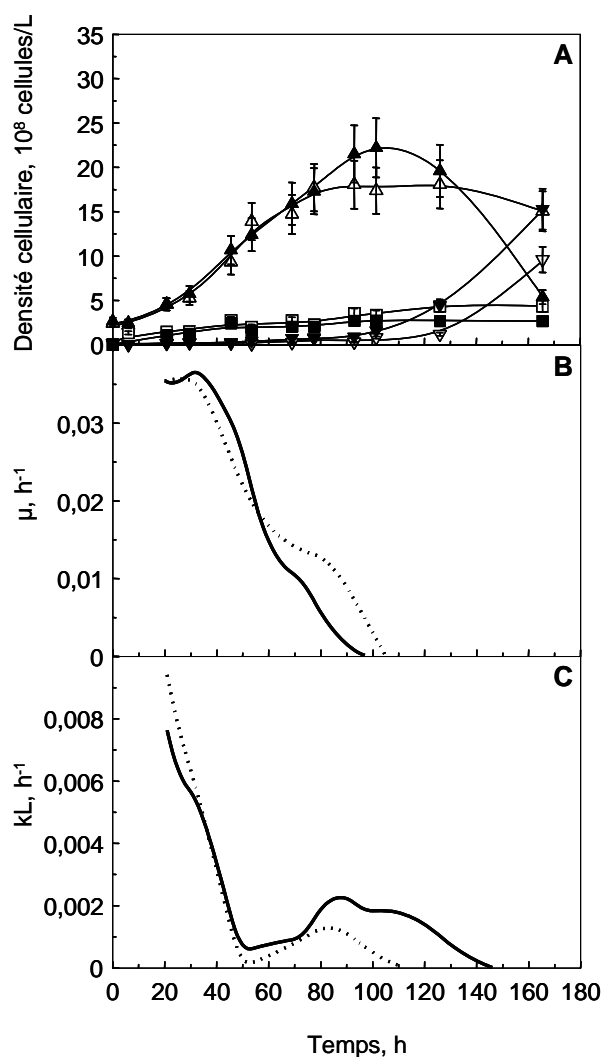 A
Densité cellulaire, 10⁸ cellules/L
35
30
25
20
15
10
5
0
B
µ, h⁻¹
0,03
0,02
0,01
0
C
kL, h⁻¹
0,008
0,006
0,004
0,002
0
0 20 40 60 80 100 120 140 160 180
Temps, h